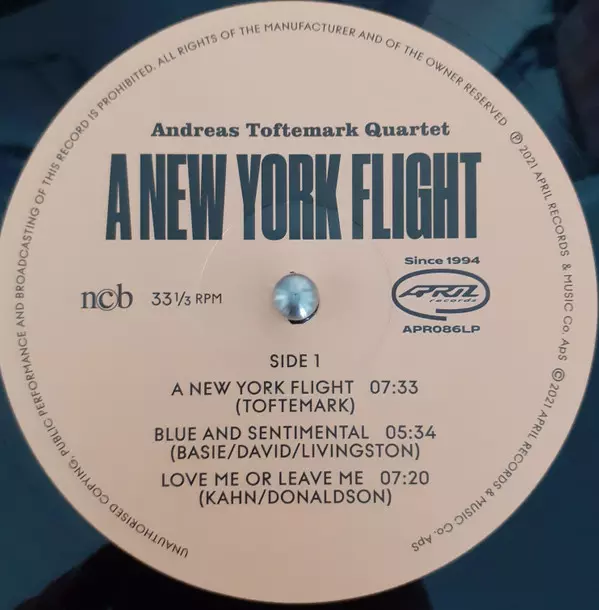 UNAUTHORISED COPYING, PUBLIC PERFORMANCE AND BROADCASTING OF THIS RECORD IS PROHIBITED. ALL RIGHTS OF THE MANUFACTURER AND OF THE OWNER RESERVED ℗ 2021 APRIL RECORDS & MUSIC Co. ApS © 2021 APRIL RECORDS & MUSIC Co. ApS
Andreas Toftemark Quartet
A NEW YORK FLIGHT
Since 1994
APRIL
records
APR086LP
ncb 33 1/3 RPM
SIDE 1
A NEW YORK FLIGHT 07:33
(TOFTEMARK)
BLUE AND SENTIMENTAL 05:34
(BASIE/DAVID/LIVINGSTON)
LOVE ME OR LEAVE ME 07:20
(KAHN/DONALDSON)